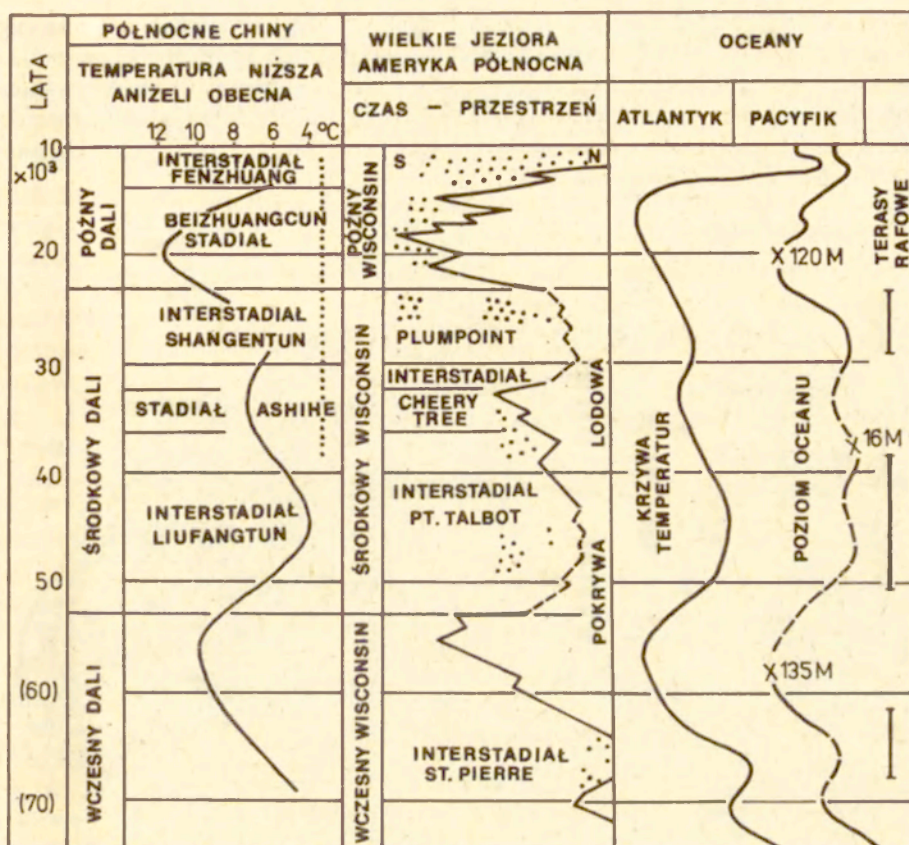 LATA
PÓŁNOCNE CHINY
TEMPERATURA NIŻSZA
ANIŻELI OBECNA
12 10 8 6 4 °C
WIELKIE JEZIORA
AMERYKA PÓŁNOCNA
CZAS – PRZESTRZEŃ
OCEANY
ATLANTYK
PACYFIK
10
×10³
20
30
40
50
(60)
(70)
PÓŹNY
DALI
ŚRODKOWY DALI
WCZESNY DALI
INTERSTADIAŁ
FENZHUANG
BEIZHUANGCUN
STADIAŁ
INTERSTADIAŁ
SHANGENTUN
STADIAŁ ASHIHE
INTERSTADIAŁ
LIUFANGTUN
PÓŹNY
WISCONSIN
ŚRODKOWY WISCONSIN
WCZESNY WISCONSIN
S N
PLUMPOINT
INTERSTADIAŁ
CHEERY
TREE
INTERSTADIAŁ
PT. TALBOT
INTERSTADIAŁ
ST. PIERRE
POKRYWA LODOWA
KRZYWA
TEMPERATUR
POZIOM OCEANU
×120 M
×16M
×135M
TERASY
RAFOWE